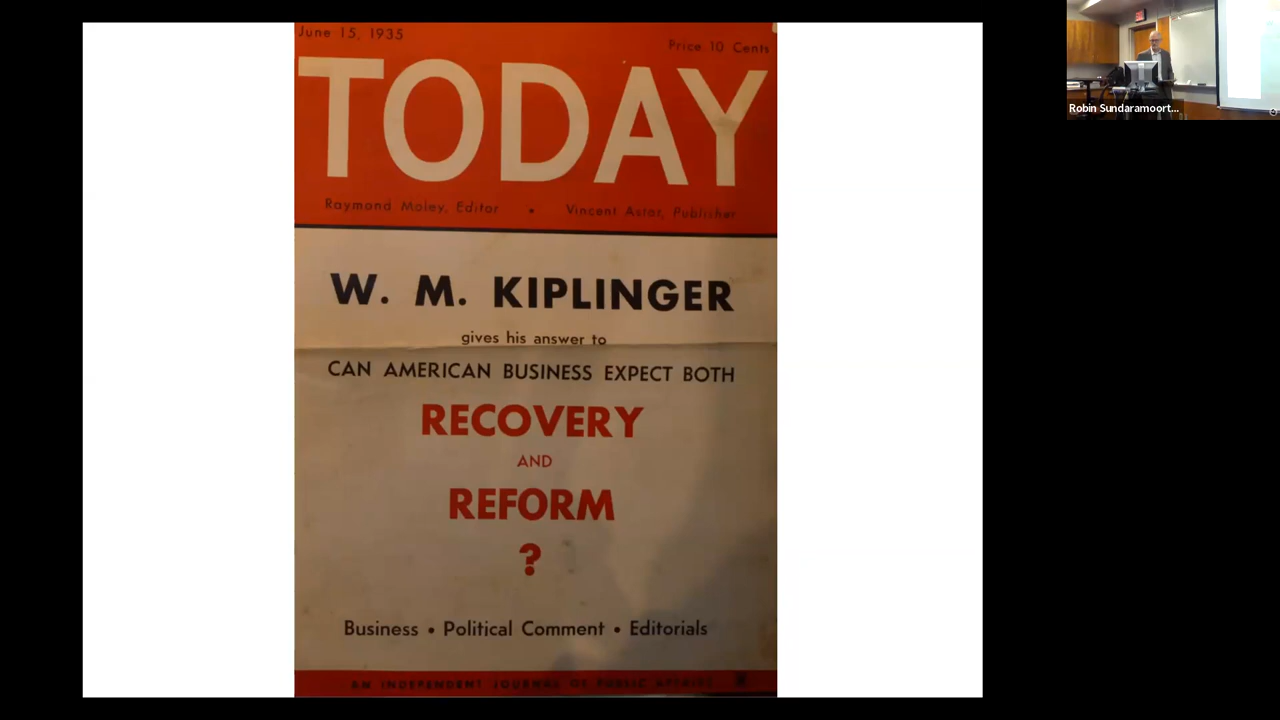 June 15, 1935
Price 10 Cents
TODAY
Raymond Moley, Editor • Vincent Astor, Publisher
W. M. KIPLINGER
gives his answer to
CAN AMERICAN BUSINESS EXPECT BOTH
RECOVERY
AND
REFORM
?
Business • Political Comment • Editorials
AN INDEPENDENT JOURNAL OF PUBLIC AFFAIRS
Robin Sundaramoort...